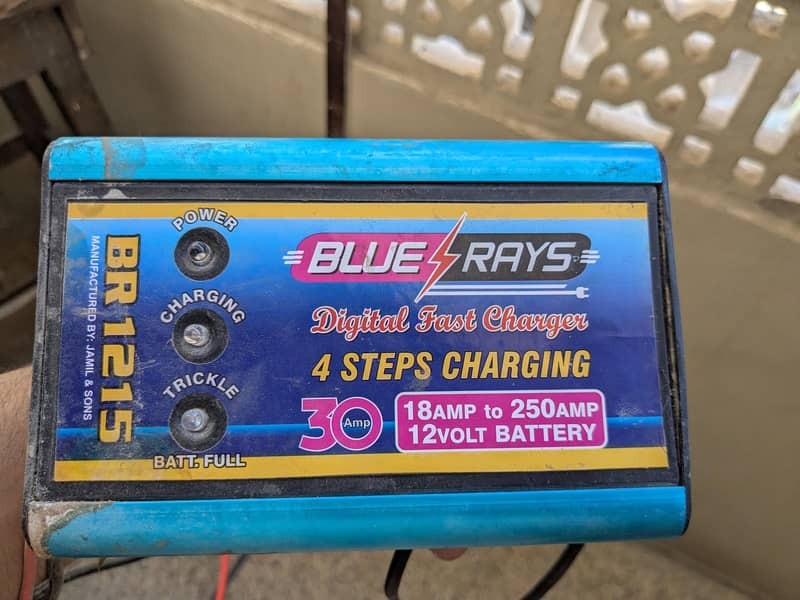 POWER
CHARGING
TRICKLE
BATT. FULL
BR 1215
MANUFACTURED BY: JAMIL & SONS
BLUE RAYS
Digital Fast Charger
4 STEPS CHARGING
30 Amp
18AMP to 250AMP
12VOLT BATTERY